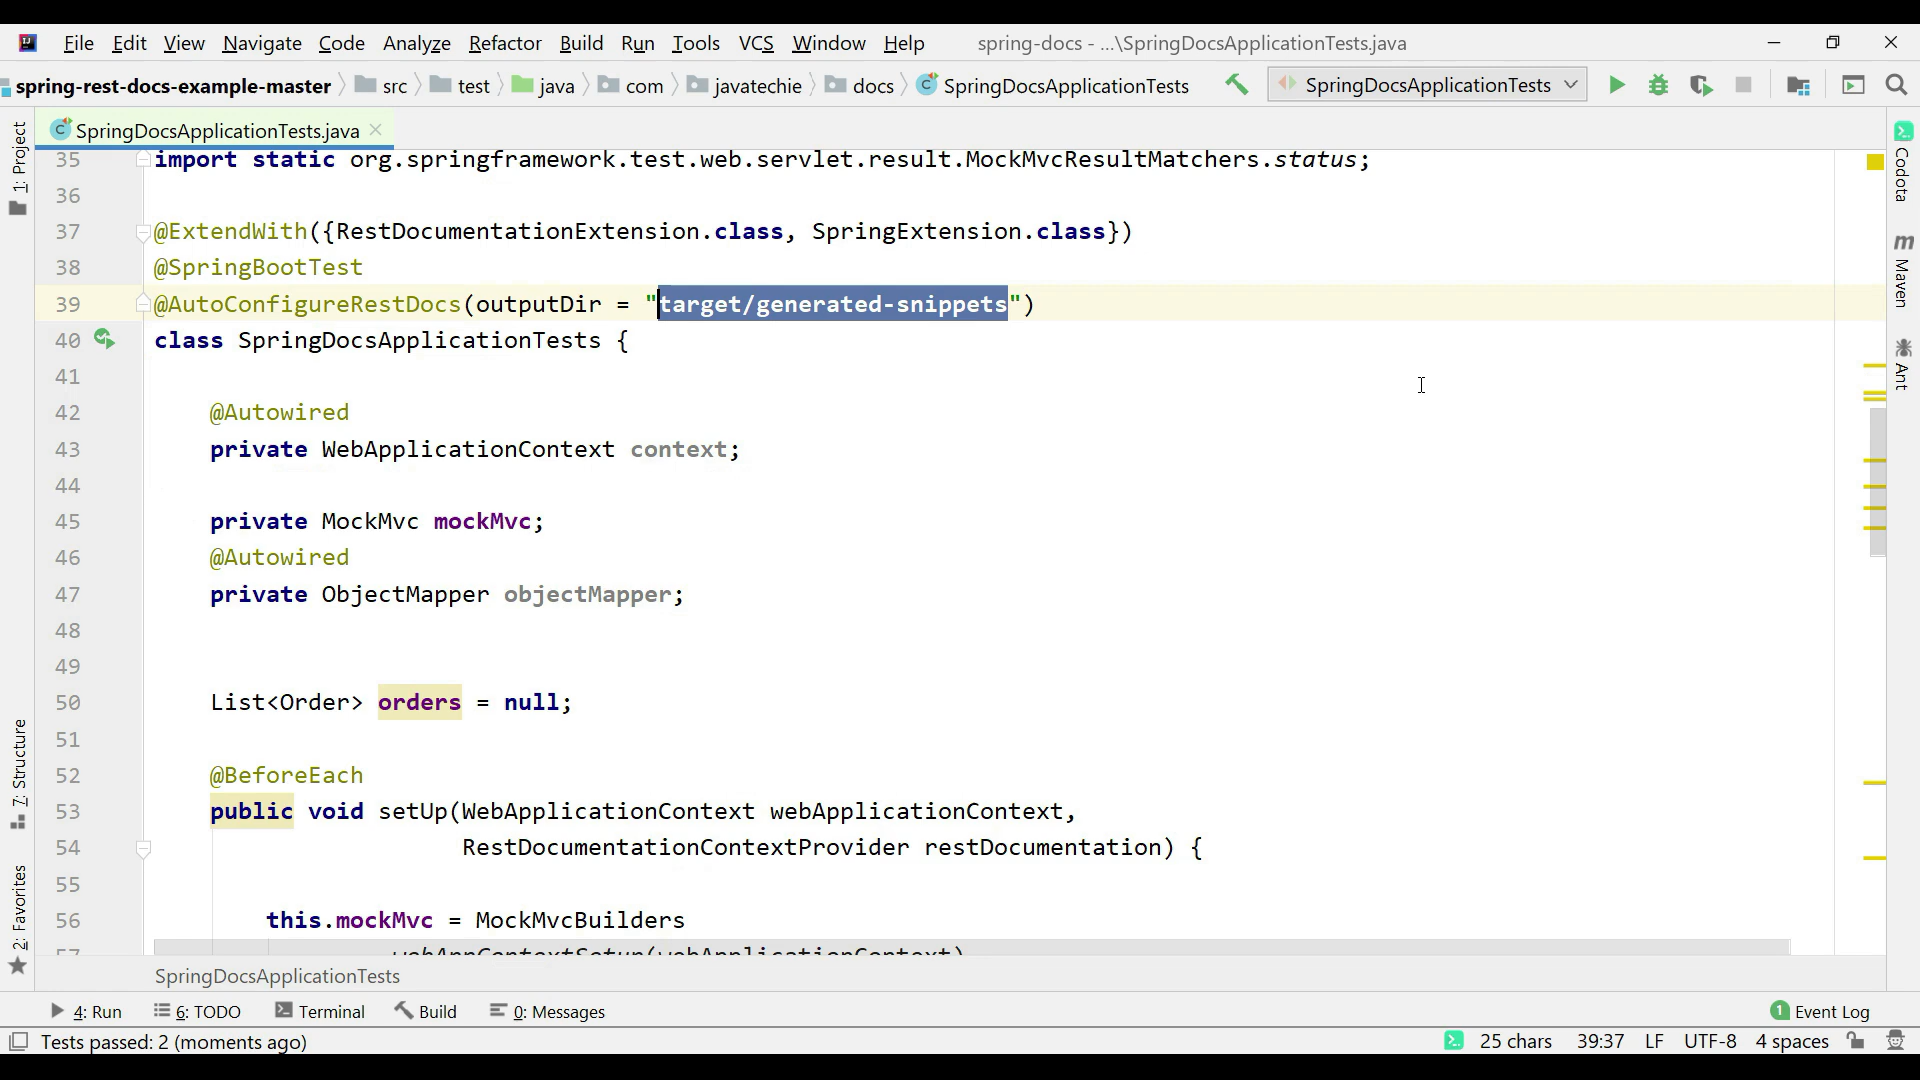 File Edit View Navigate Code Analyze Refactor Build Run Tools VCS Window Help spring-docs - ...\SpringDocsApplicationTests.java
spring-rest-docs-example-master src test java com javatechie docs SpringDocsApplicationTests SpringDocsApplicationTests
SpringDocsApplicationTests.java
1: Project
7: Structure
2: Favorites
35 import static org.springframework.test.web.servlet.result.MockMvcResultMatchers.status;
36
37 @ExtendWith({RestDocumentationExtension.class, SpringExtension.class})
38 @SpringBootTest
39 @AutoConfigureRestDocs(outputDir = "target/generated-snippets")
40 class SpringDocsApplicationTests {
41
42 @Autowired
43 private WebApplicationContext context;
44
45 private MockMvc mockMvc;
46 @Autowired
47 private ObjectMapper objectMapper;
48
49
50 List<Order> orders = null;
51
52 @BeforeEach
53 public void setUp(WebApplicationContext webApplicationContext,
54 RestDocumentationContextProvider restDocumentation) {
55
56 this.mockMvc = MockMvcBuilders
57 .webAppContextSetup(webApplicationContext)
Codota
m Maven
Ant
SpringDocsApplicationTests
4: Run 6: TODO Terminal Build 0: Messages 1 Event Log
Tests passed: 2 (moments ago) 25 chars 39:37 LF UTF-8 4 spaces